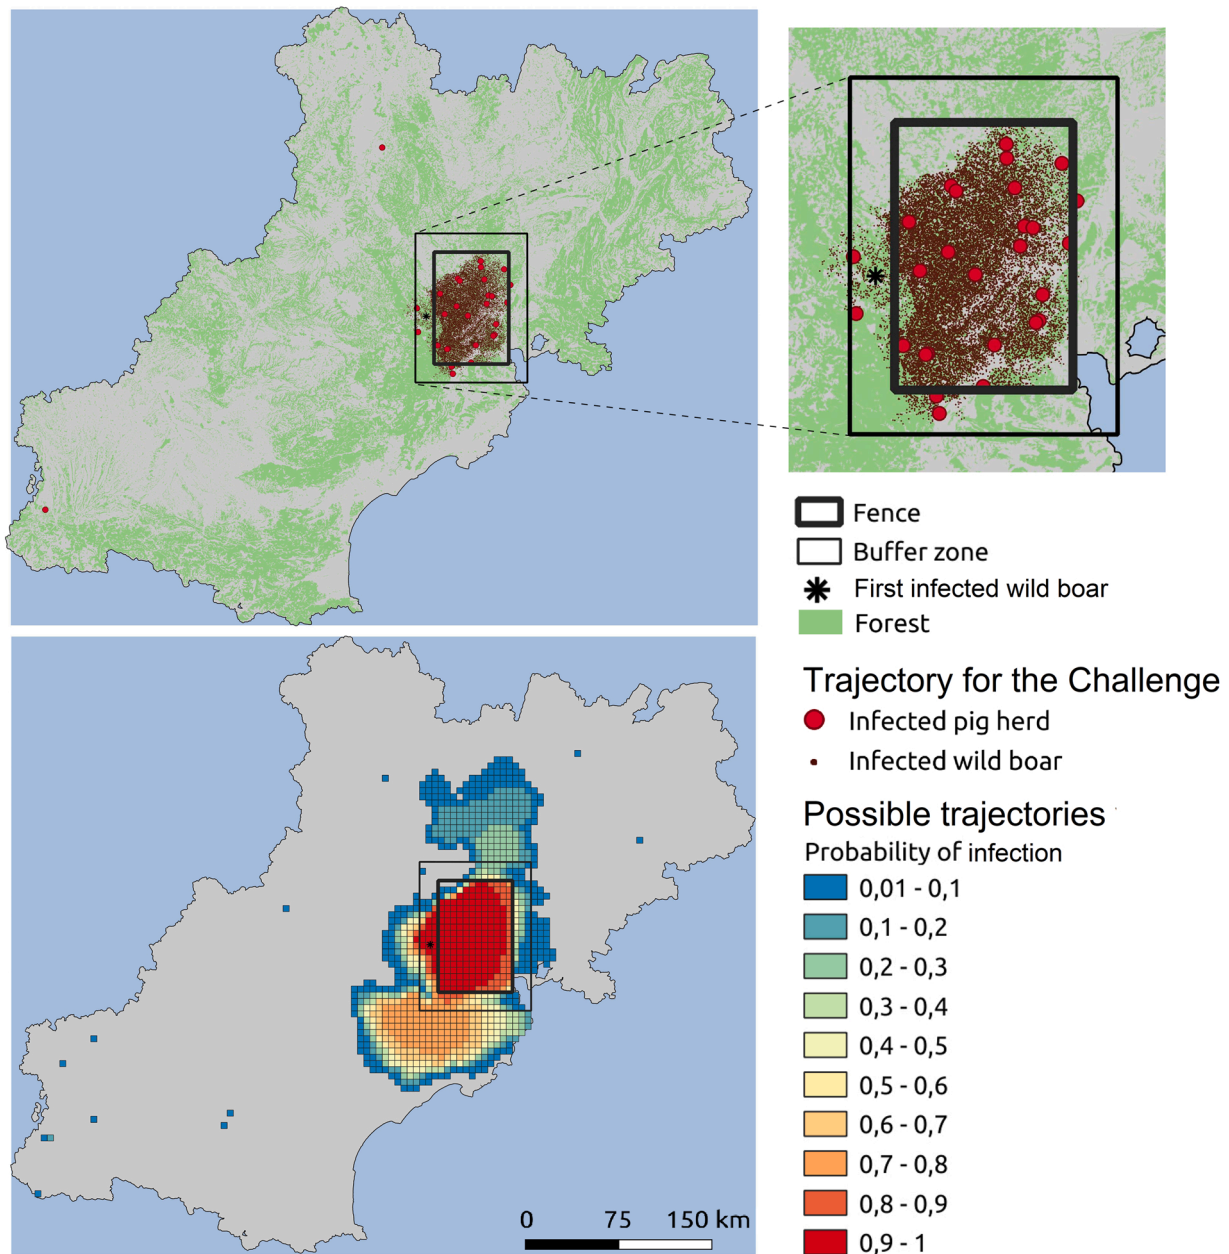 Fence
Buffer zone
First infected wild boar
Forest
Trajectory for the Challenge
Infected pig herd
Infected wild boar
Possible trajectories
Probability of infection
0,01 - 0,1
0,1 - 0,2
0,2 - 0,3
0,3 - 0,4
0,4 - 0,5
0,5 - 0,6
0,6 - 0,7
0,7 - 0,8
0,8 - 0,9
0,9 - 1
0 75 150 km